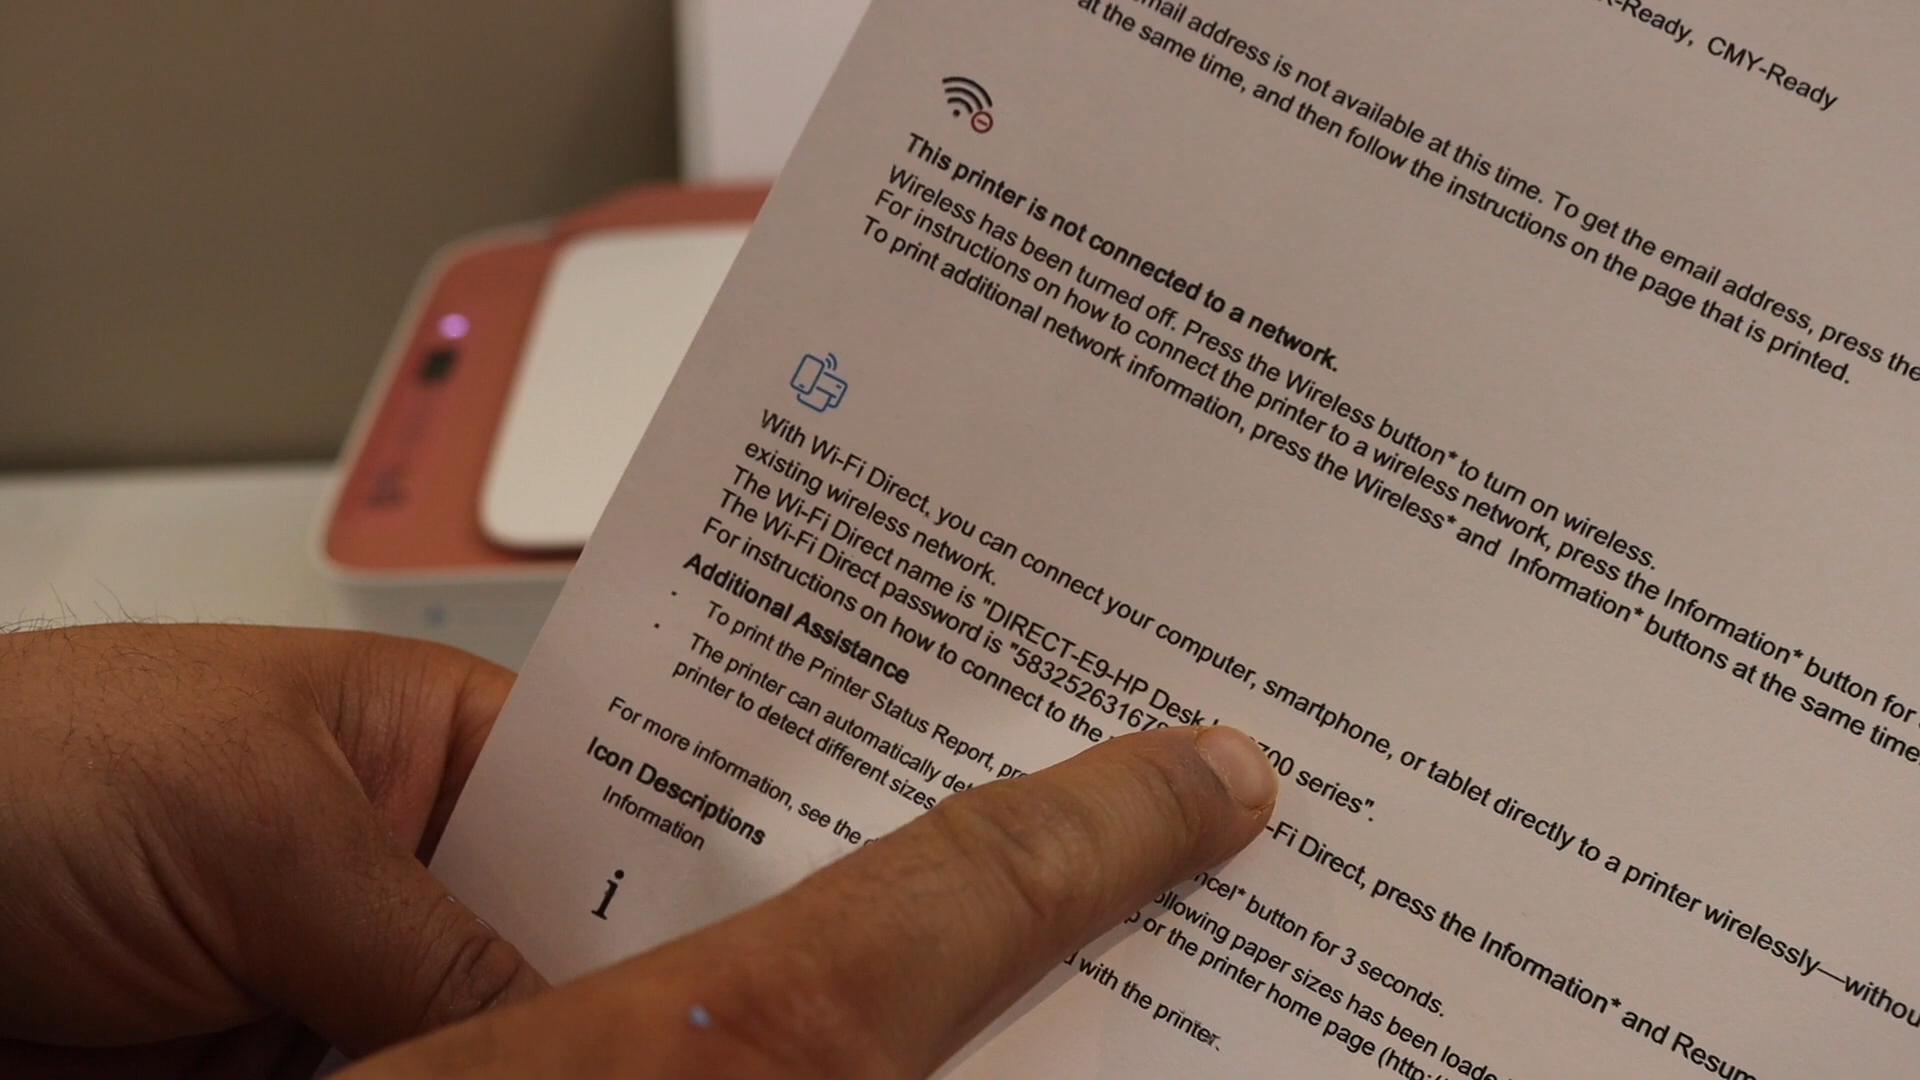 -Ready, CMY-Ready
email address is not available at this time. To get the email address, press the
at the same time, and then follow the instructions on the page that is printed.
This printer is not connected to a network.
Wireless has been turned off. Press the Wireless button* to turn on wireless.
For instructions on how to connect the printer to a wireless network, press the Information* button for
To print additional network information, press the Wireless* and Information* buttons at the same time.
With Wi-Fi Direct, you can connect your computer, smartphone, or tablet directly to a printer wirelessly—without
existing wireless network.
The Wi-Fi Direct name is "DIRECT-E9-HP Desk 700 series".
The Wi-Fi Direct password is "5832526316
For instructions on how to connect to the -Fi Direct, press the Information* and Resum
Additional Assistance
· To print the Printer Status Report, pre ncel* button for 3 seconds.
· The printer can automatically det ollowing paper sizes has been loade
printer to detect different sizes p or the printer home page (http:/
For more information, see the d d with the printer.
Icon Descriptions
Information
i